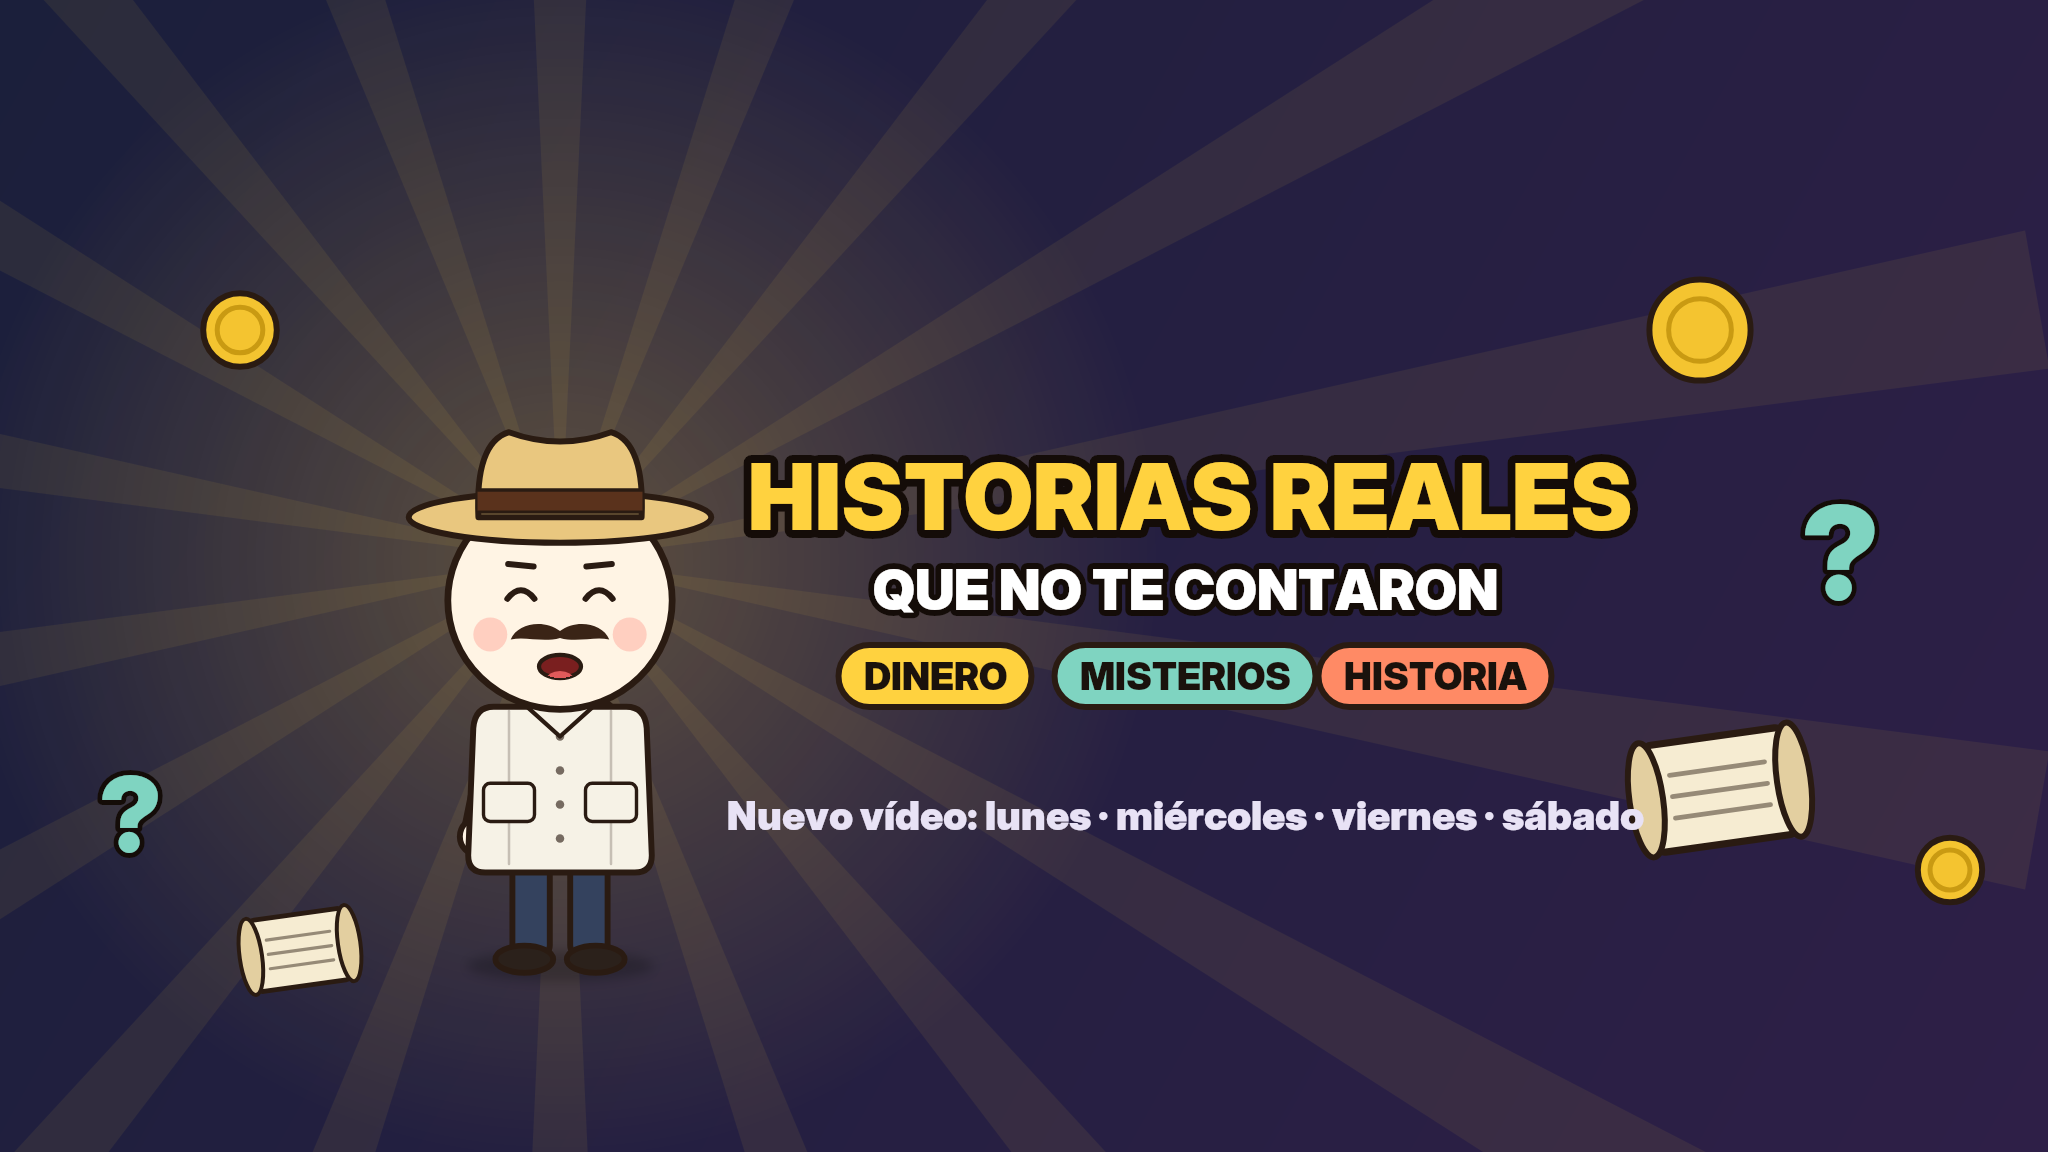 HISTORIAS REALES
QUE NO TE CONTARON
DINERO MISTERIOS HISTORIA
Nuevo vídeo: lunes · miércoles · viernes · sábado
?
?